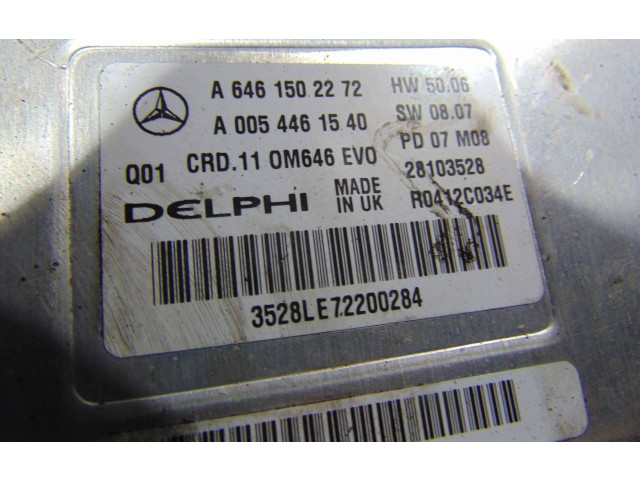 A 646 150 22 72 HW 50.06
A 005 446 15 40 SW 08.07
Q01 CRD.11 OM646 EVO PD 07 M08
28103528
DELPHI MADE IN UK R0412C034E
3528LE72200284